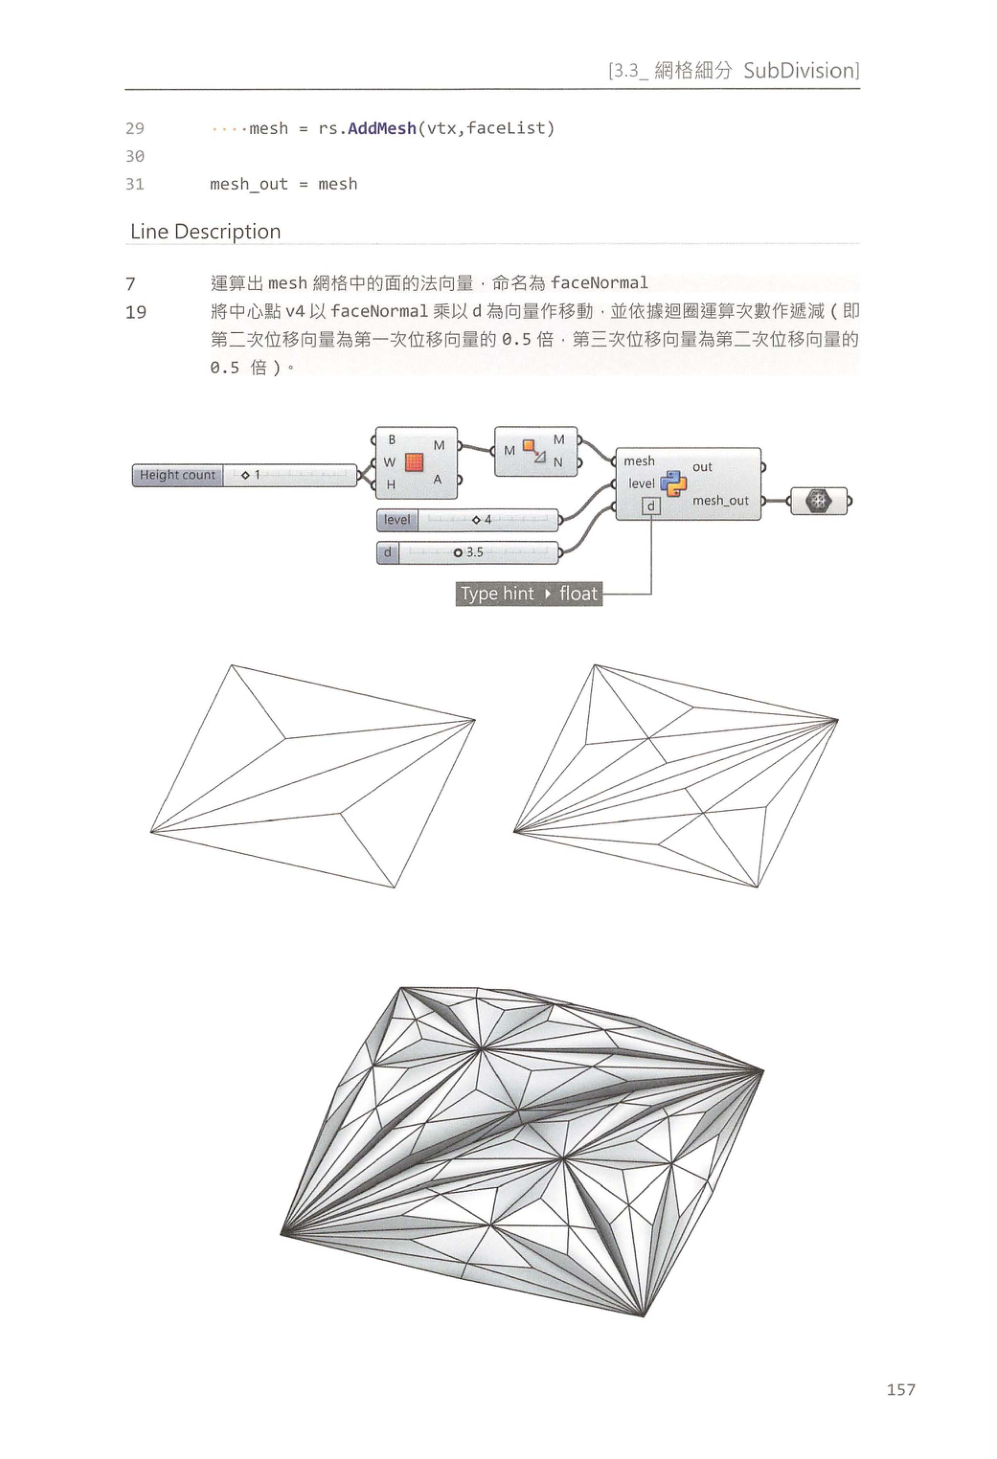 [3.3_ 網格細分 SubDivision]
29 ····mesh = rs.AddMesh(vtx,faceList)
30
31 mesh_out = mesh
Line Description
7 運算出 mesh 網格中的面的法向量，命名為 faceNormal
19 將中心點 v4 以 faceNormal 乘以 d 為向量作移動，並依據迴圈運算次數作遞減 ( 即
第二次位移向量為第一次位移向量的 0.5 倍，第三次位移向量為第二次位移向量的
0.5 倍 ) 。
Height count ◇ 1
B
W
H
M
A
M
M
N
mesh
level
d
out
mesh_out
level ◇ 4
d 3.5
Type hint ▸ float
157